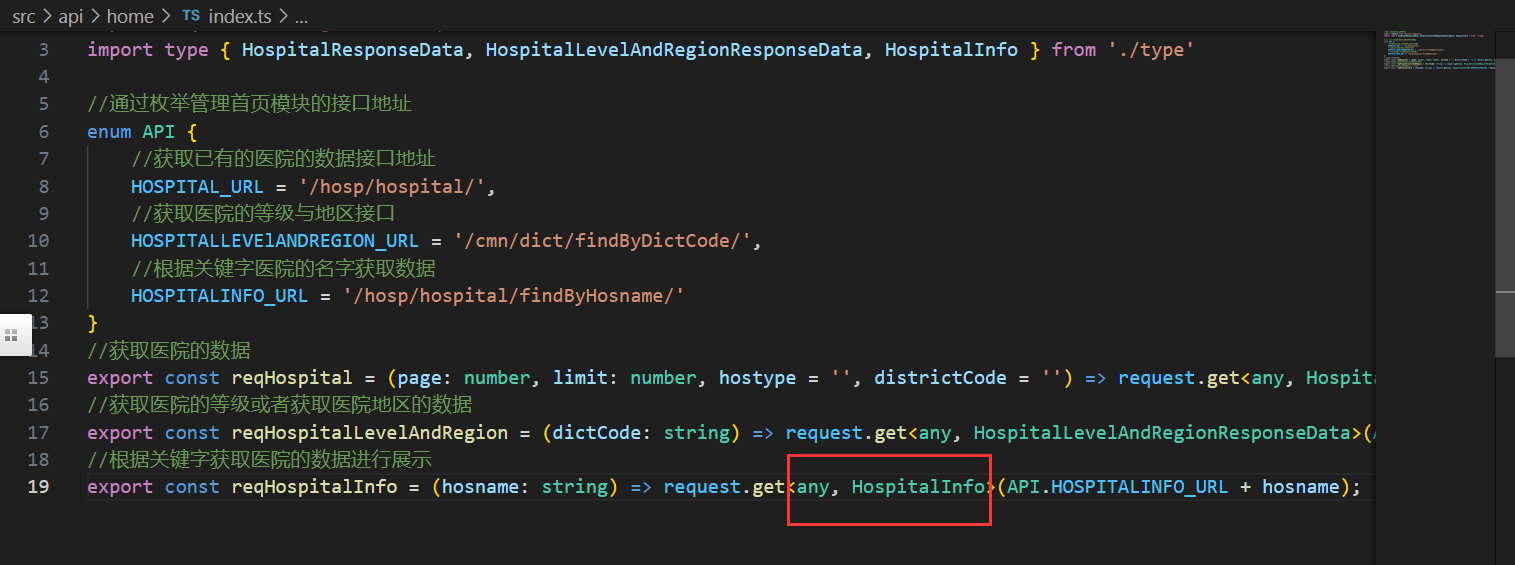 src > api > home > TS index.ts > ...
3 import type { HospitalResponseData, HospitalLevelAndRegionResponseData, HospitalInfo } from './type'
4
5 //通过枚举管理首页模块的接口地址
6 enum API {
7 //获取已有的医院的数据接口地址
8 HOSPITAL_URL = '/hosp/hospital/',
9 //获取医院的等级与地区接口
10 HOSPITALLEVElANDREGION_URL = '/cmn/dict/findByDictCode/',
11 //根据关键字医院的名字获取数据
12 HOSPITALINFO_URL = '/hosp/hospital/findByHosname/'
13 }
14 //获取医院的数据
15 export const reqHospital = (page: number, limit: number, hostype = '', districtCode = '') => request.get<any, Hospita
16 //获取医院的等级或者获取医院地区的数据
17 export const reqHospitalLevelAndRegion = (dictCode: string) => request.get<any, HospitalLevelAndRegionResponseData>(
18 //根据关键字获取医院的数据进行展示
19 export const reqHospitalInfo = (hosname: string) => request.get<any, HospitalInfo>(API.HOSPITALINFO_URL + hosname);